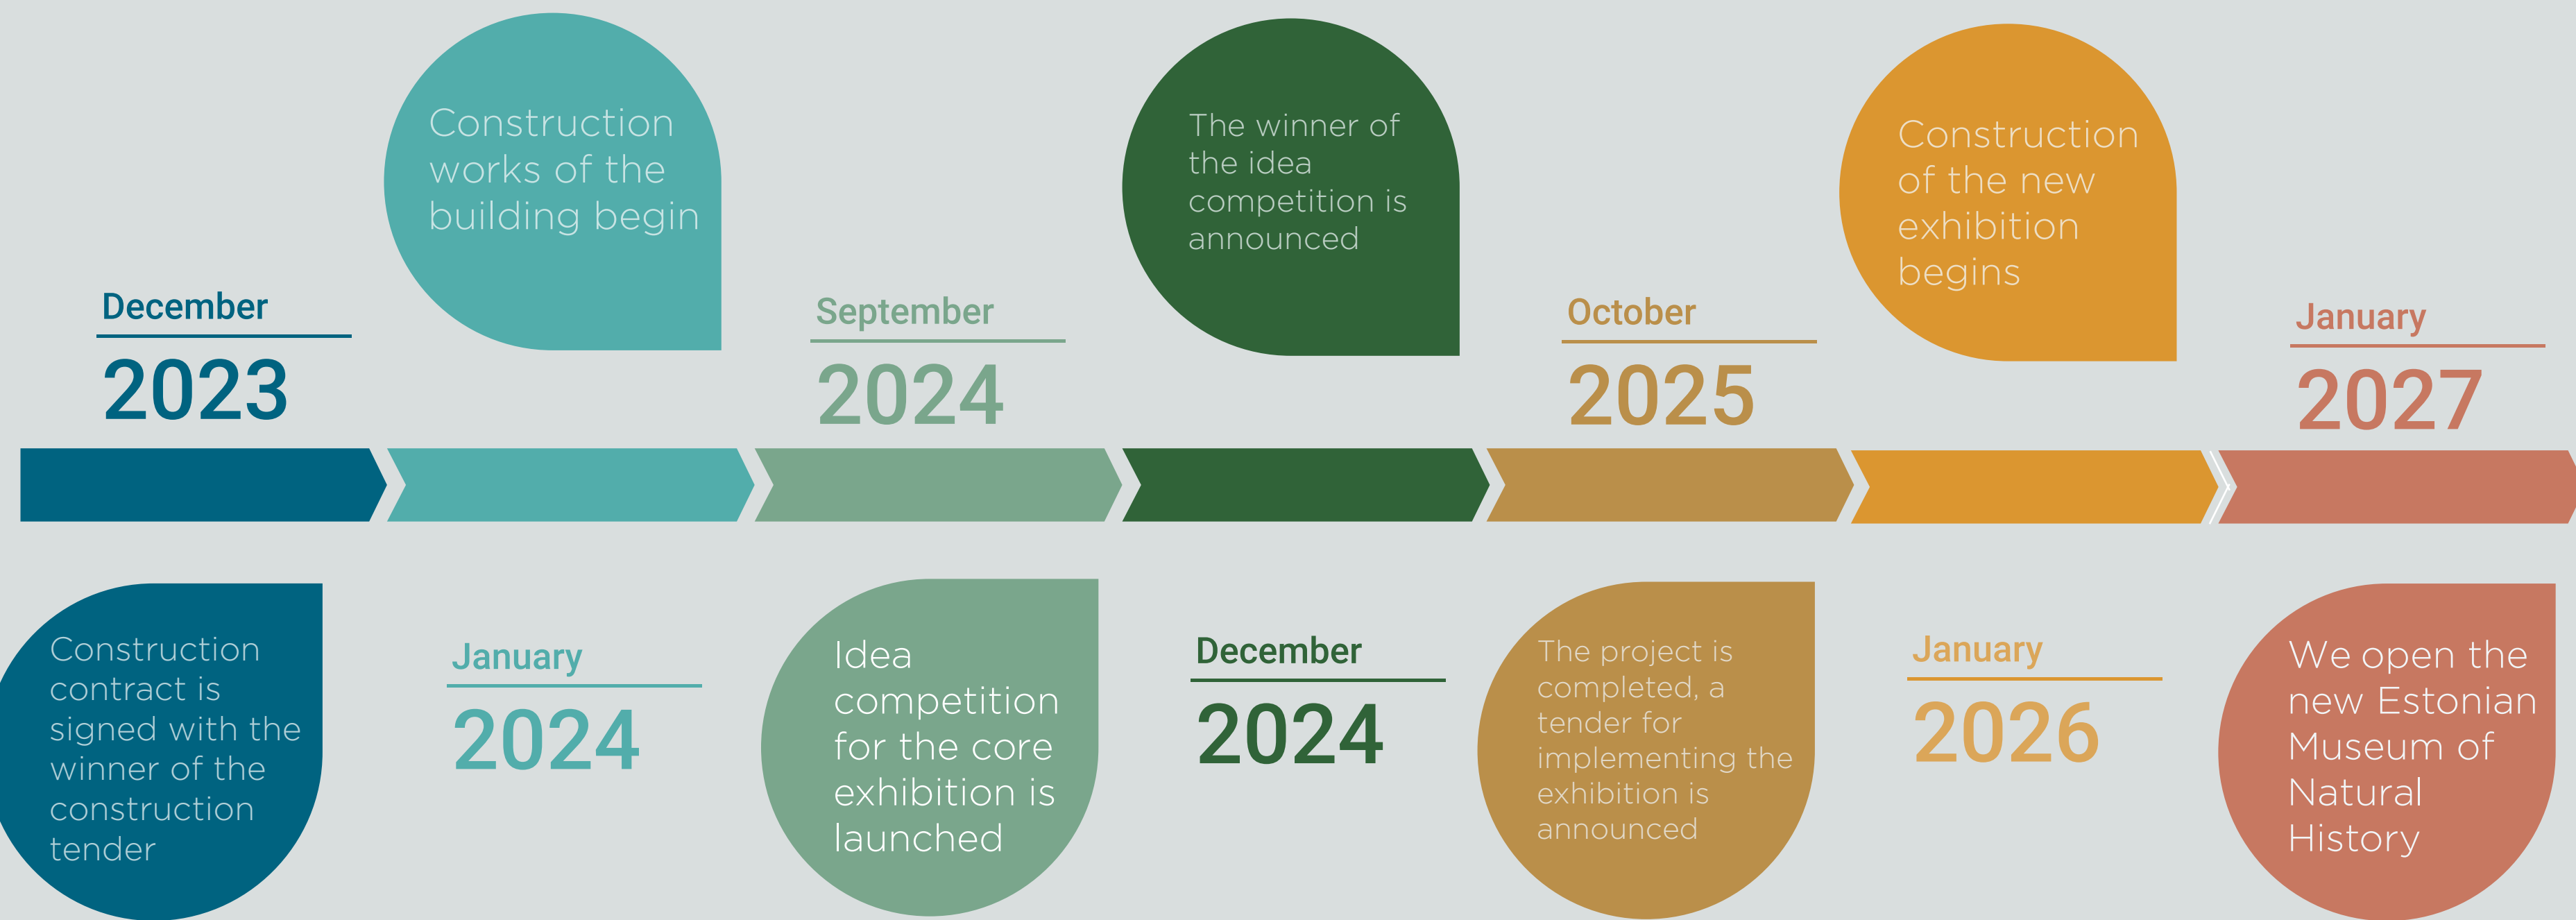 December
2023
Construction
contract is
signed with the
winner of the
construction
tender
Construction
works of the
building begin
January
2024
September
2024
Idea
competition
for the core
exhibition is
launched
The winner of
the idea
competition is
announced
December
2024
October
2025
The project is
completed, a
tender for
implementing the
exhibition is
announced
Construction
of the new
exhibition
begins
January
2026
January
2027
We open the
new Estonian
Museum of
Natural
History